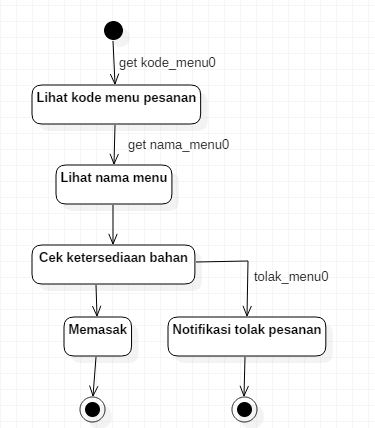 get kode_menu0
Lihat kode menu pesanan
get nama_menu0
Lihat nama menu
Cek ketersediaan bahan
tolak_menu0
Memasak
Notifikasi tolak pesanan